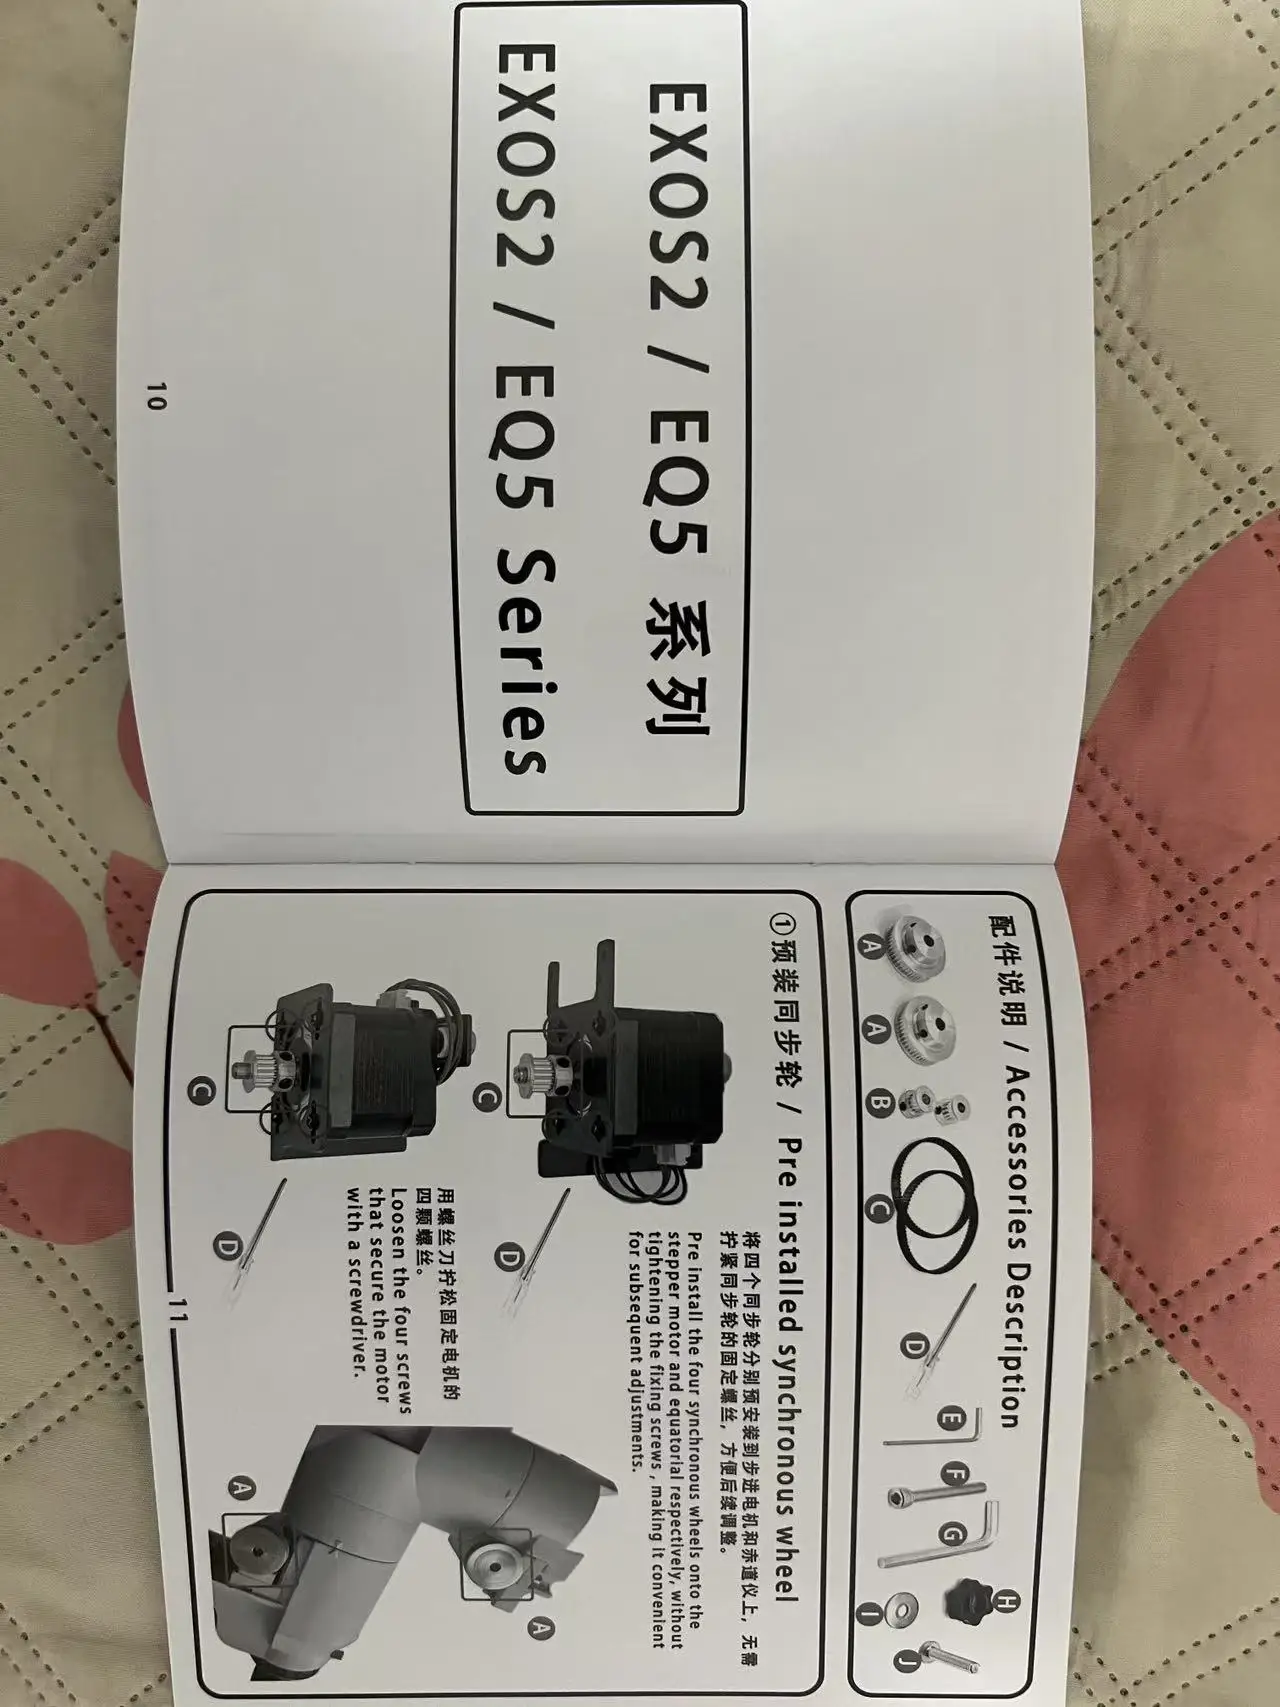 EXOS2 / EQ5 系列
EXOS2 / EQ5 Series
10
配件说明 / Accessories Description
A
A
B
C
D
E
F
G
H
I
J
①预装同步轮 / Pre installed synchronous wheel
将四个同步轮分别预安装到步进电机和赤道仪上，无需
拧紧同步轮的固定螺丝，方便后续调整。
Pre install the four synchronous wheels onto the
stepper motor and equatorial respectively, without
tightening the fixing screws , making it convenient
for subsequent adjustments.
C
D
A
用螺丝刀拧松固定电机的
四颗螺丝。
Loosen the four screws
that secure the motor
with a screwdriver.
C
D
A
11